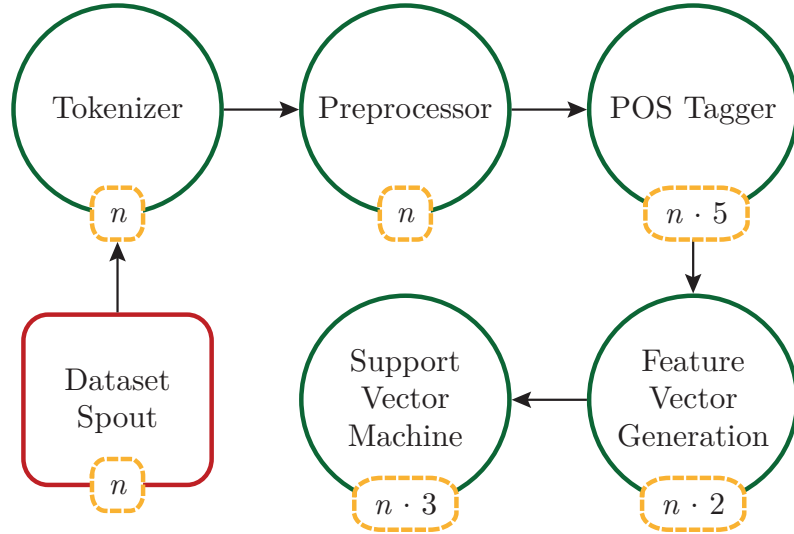 Tokenizer
n
Preprocessor
n
POS Tagger
n · 5
Dataset
Spout
n
Support
Vector
Machine
n · 3
Feature
Vector
Generation
n · 2